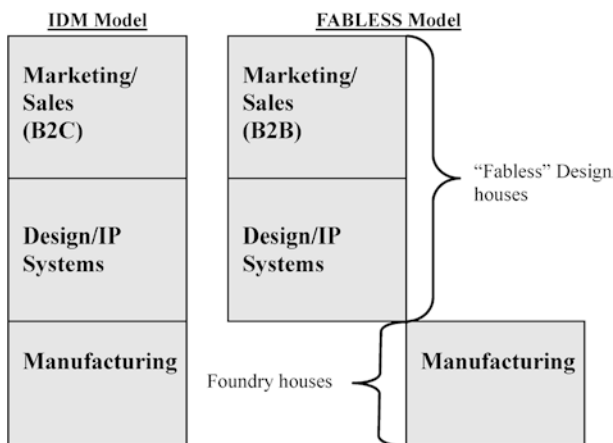 IDM Model
FABLESS Model
Marketing/
Sales
(B2C)
Marketing/
Sales
(B2B)
“Fabless” Design
houses
Design/IP
Systems
Design/IP
Systems
Manufacturing
Foundry houses
Manufacturing